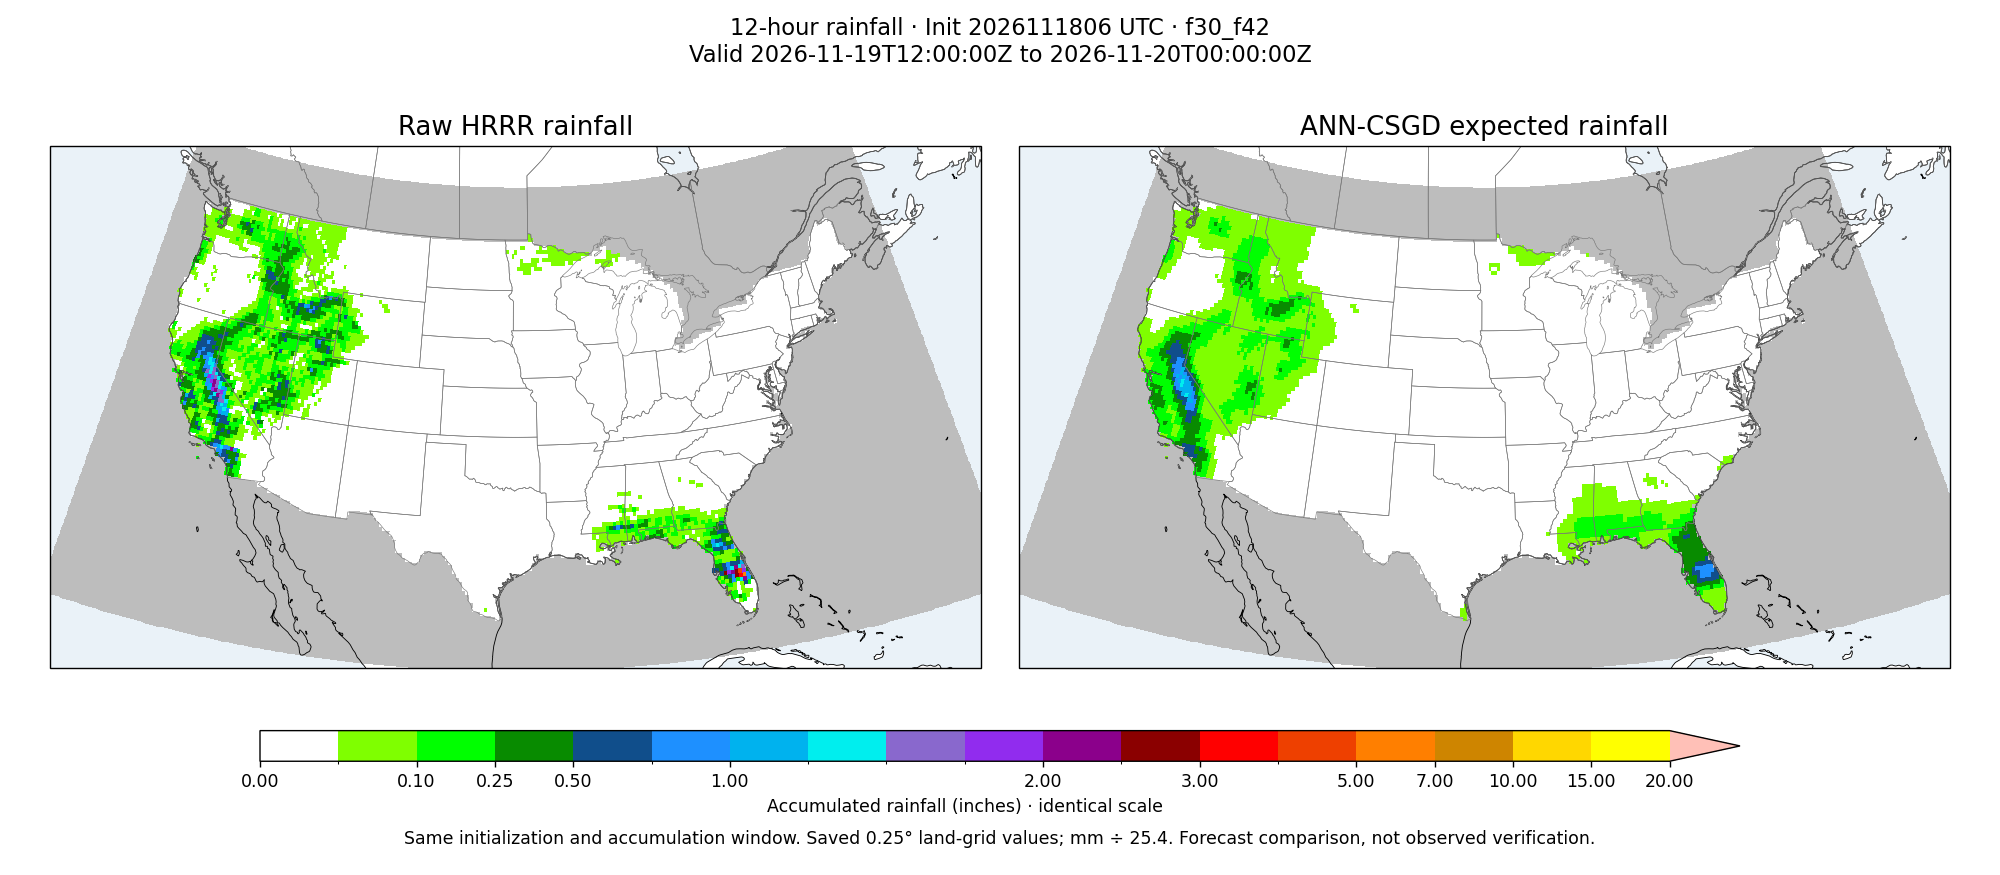 12-hour rainfall · Init 2026111806 UTC · f30_f42
Valid 2026-11-19T12:00:00Z to 2026-11-20T00:00:00Z
Raw HRRR rainfall
ANN-CSGD expected rainfall
0.00 0.10 0.25 0.50 1.00 2.00 3.00 5.00 7.00 10.00 15.00 20.00
Accumulated rainfall (inches) · identical scale
Same initialization and accumulation window. Saved 0.25° land-grid values; mm ÷ 25.4. Forecast comparison, not observed verification.